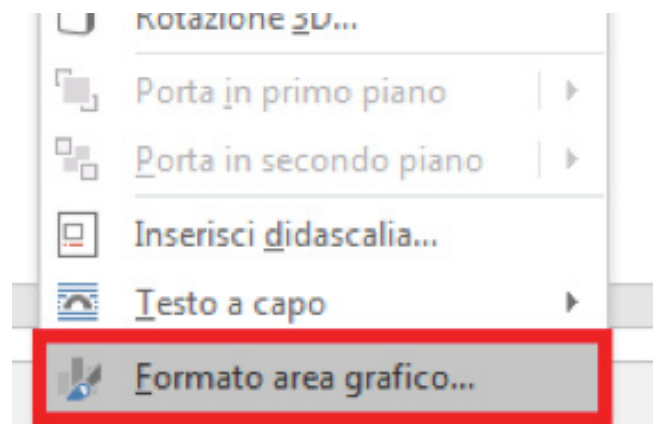 Rotazione 3D...
Porta in primo piano
Porta in secondo piano
Inserisci didascalia...
Testo a capo
Formato area grafico...